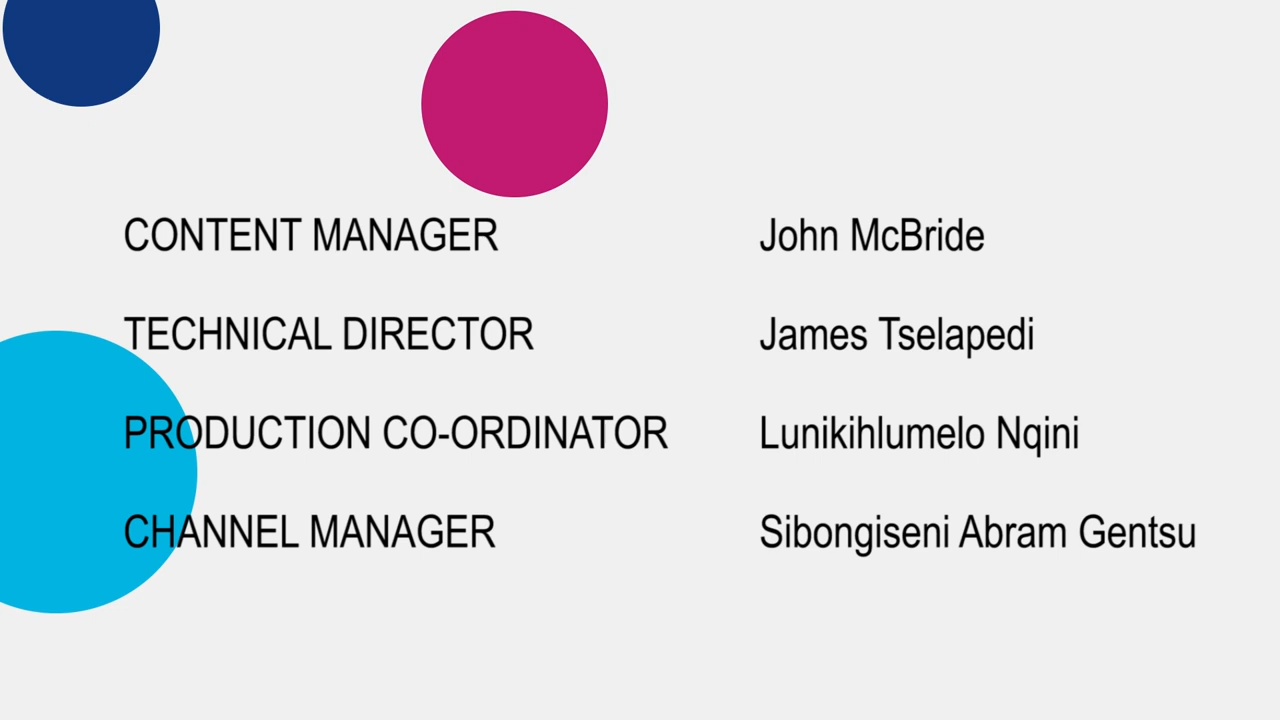 CONTENT MANAGER John McBride
TECHNICAL DIRECTOR James Tselapedi
PRODUCTION CO-ORDINATOR Lunikihlumelo Nqini
CHANNEL MANAGER Sibongiseni Abram Gentsu